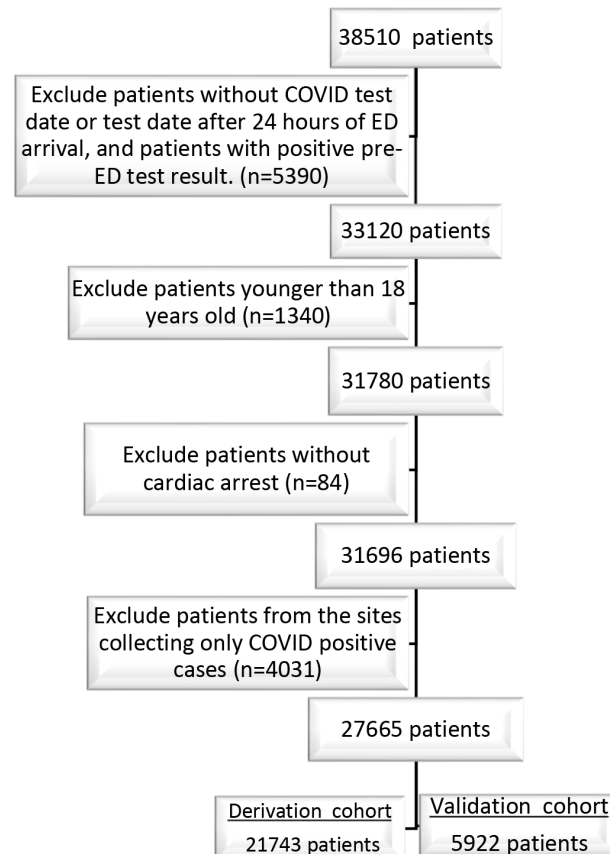 38510 patients
Exclude patients without COVID test
date or test date after 24 hours of ED
arrival, and patients with positive pre-
ED test result. (n=5390)
33120 patients
Exclude patients younger than 18
years old (n=1340)
31780 patients
Exclude patients without
cardiac arrest (n=84)
31696 patients
Exclude patients from the sites
collecting only COVID positive
cases (n=4031)
27665 patients
Derivation cohort
21743 patients
Validation cohort
5922 patients